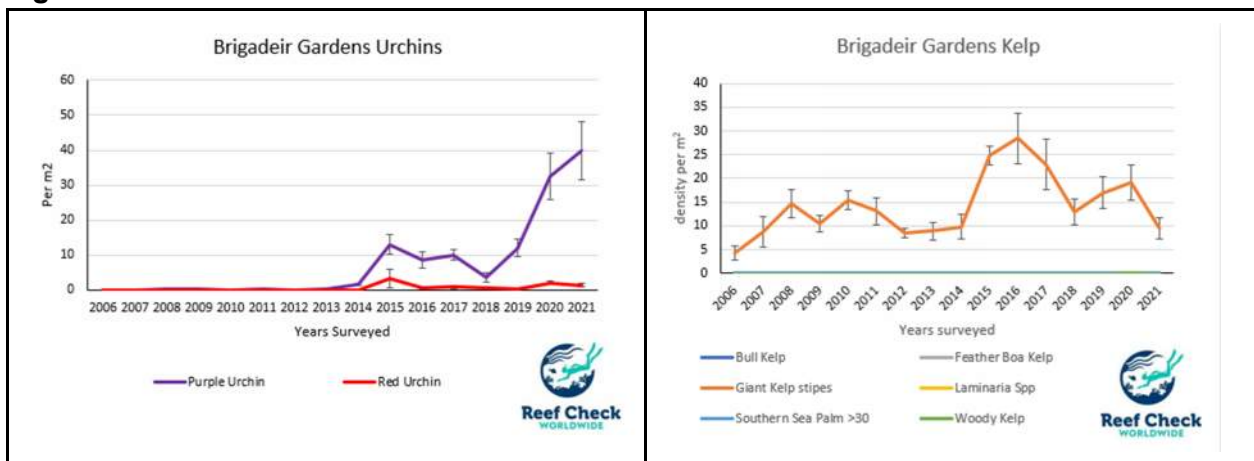 Brigadeir Gardens Urchins
60
50
40
30
20
10
0
Per m2
2006 2007 2008 2009 2010 2011 2012 2013 2014 2015 2016 2017 2018 2019 2020 2021
Years Surveyed
Purple Urchin Red Urchin
Reef Check
WORLDWIDE
Brigadeir Gardens Kelp
40
35
30
25
20
15
10
5
0
density per m²
2006 2007 2008 2009 2010 2011 2012 2013 2014 2015 2016 2017 2018 2019 2020 2021
Years surveyed
Bull Kelp Feather Boa Kelp
Giant Kelp stipes Laminaria Spp
Southern Sea Palm >30 Woody Kelp
Reef Check
WORLDWIDE